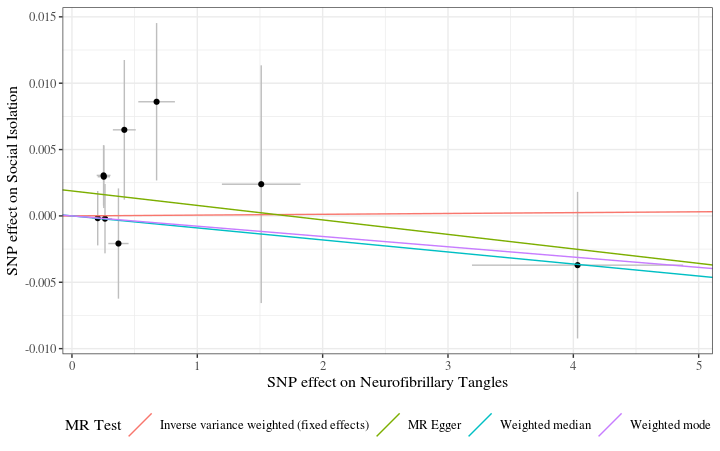 0.015
0.010
0.005
0.000
-0.005
-0.010
SNP effect on Social Isolation
0 1 2 3 4 5
SNP effect on Neurofibrillary Tangles
MR Test Inverse variance weighted (fixed effects) MR Egger Weighted median Weighted mode